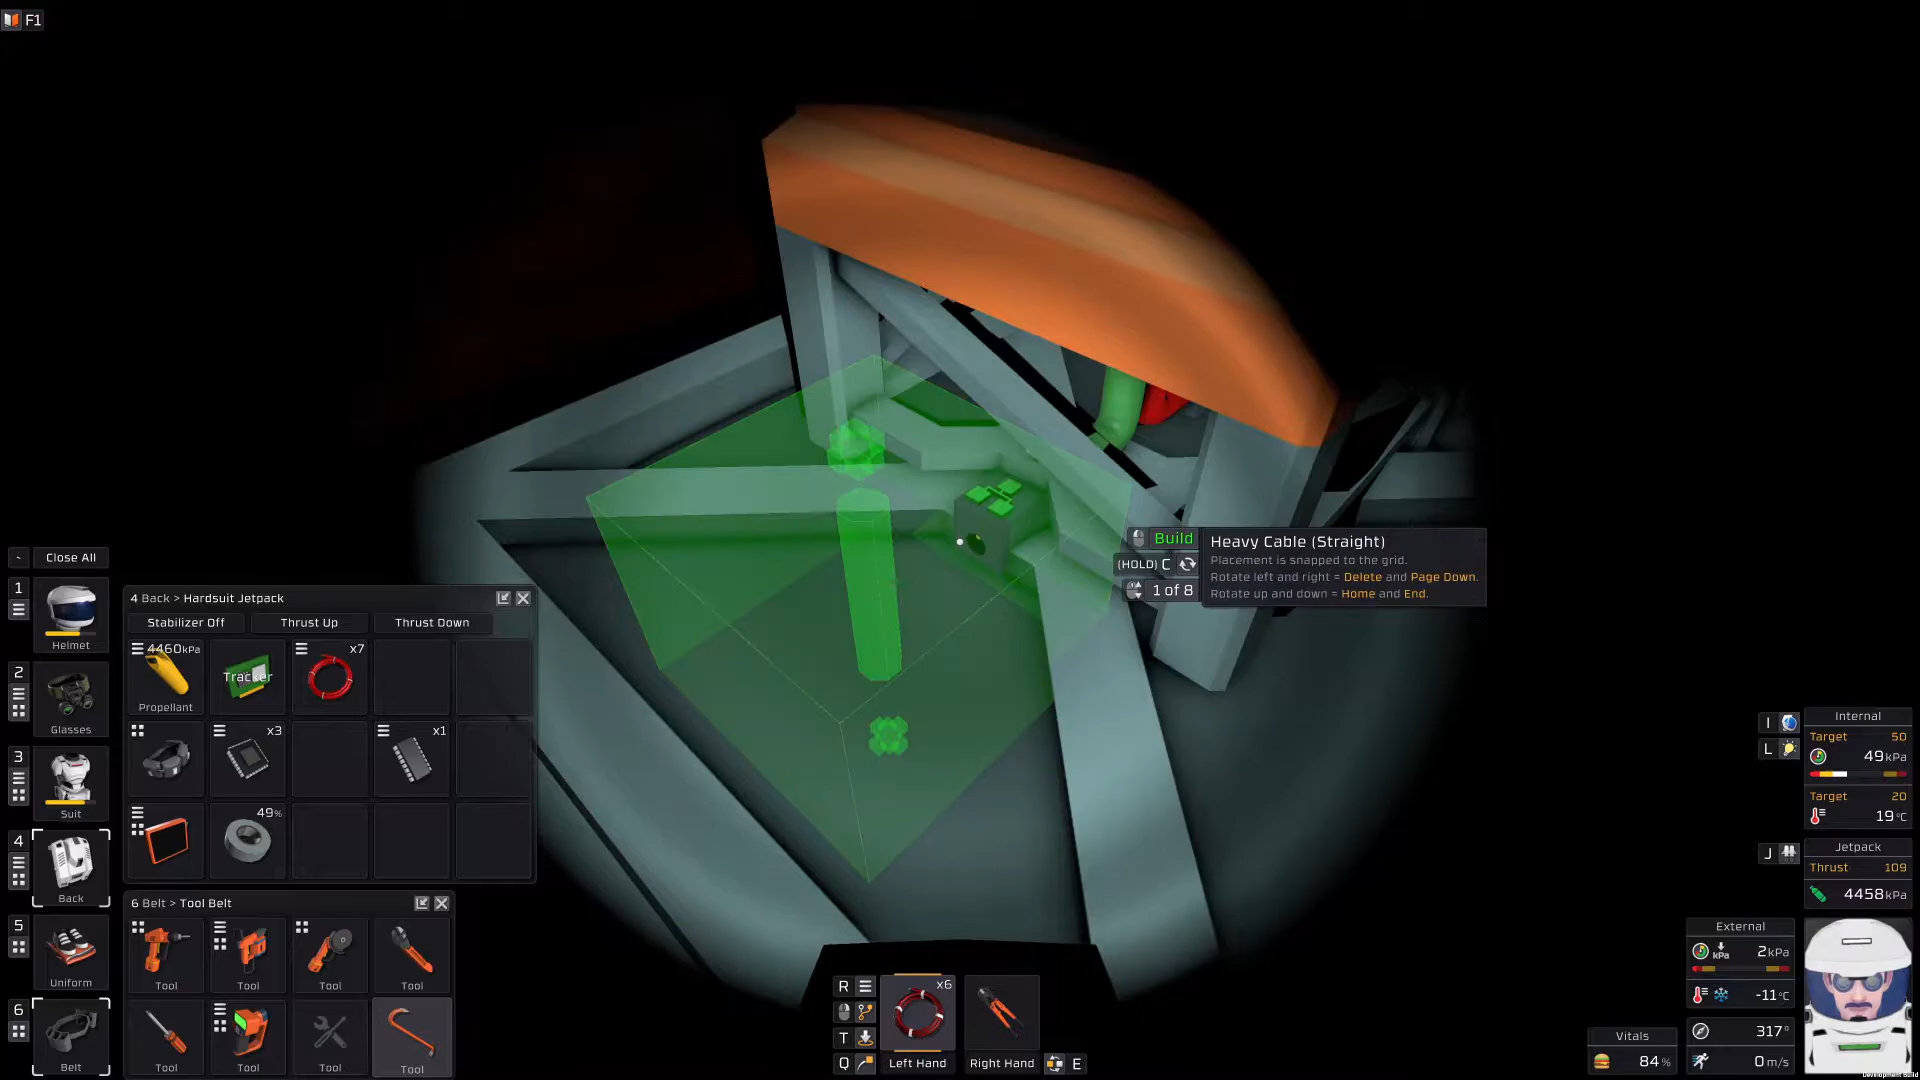 F1
Build
Heavy Cable (Straight)
Placement is snapped to the grid.
(HOLD) C
Rotate left and right = Delete and Page Down.
1 of 8
Rotate up and down = Home and End.
- Close All
1
Helmet
2
Glasses
3
Suit
4
Back
5
Uniform
6
Belt
4 Back > Hardsuit Jetpack
Stabilizer Off Thrust Up Thrust Down
4460kPa
Propellant
Tracker
x7
x3
x1
49%
6 Belt > Tool Belt
Tool Tool Tool Tool
Tool Tool Tool Tool
R
T
Q
x6
Left Hand
Right Hand
E
I
L
Internal
Target 50
49kPa
Target 20
19°C
J
Jetpack
Thrust 109
4458kPa
External
kPa
2kPa
-11°C
317°
0m/s
Vitals
84%
Development Build